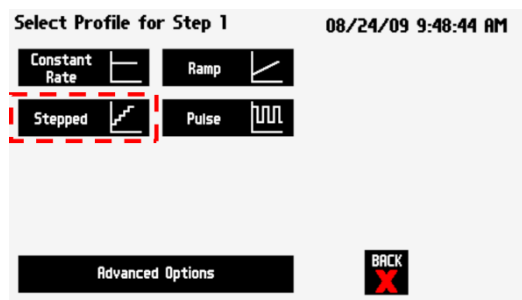 Select Profile for Step 1
08/24/09 9:48:44 AM
Constant
Rate
Ramp
Stepped
Pulse
Advanced Options
BACK
X